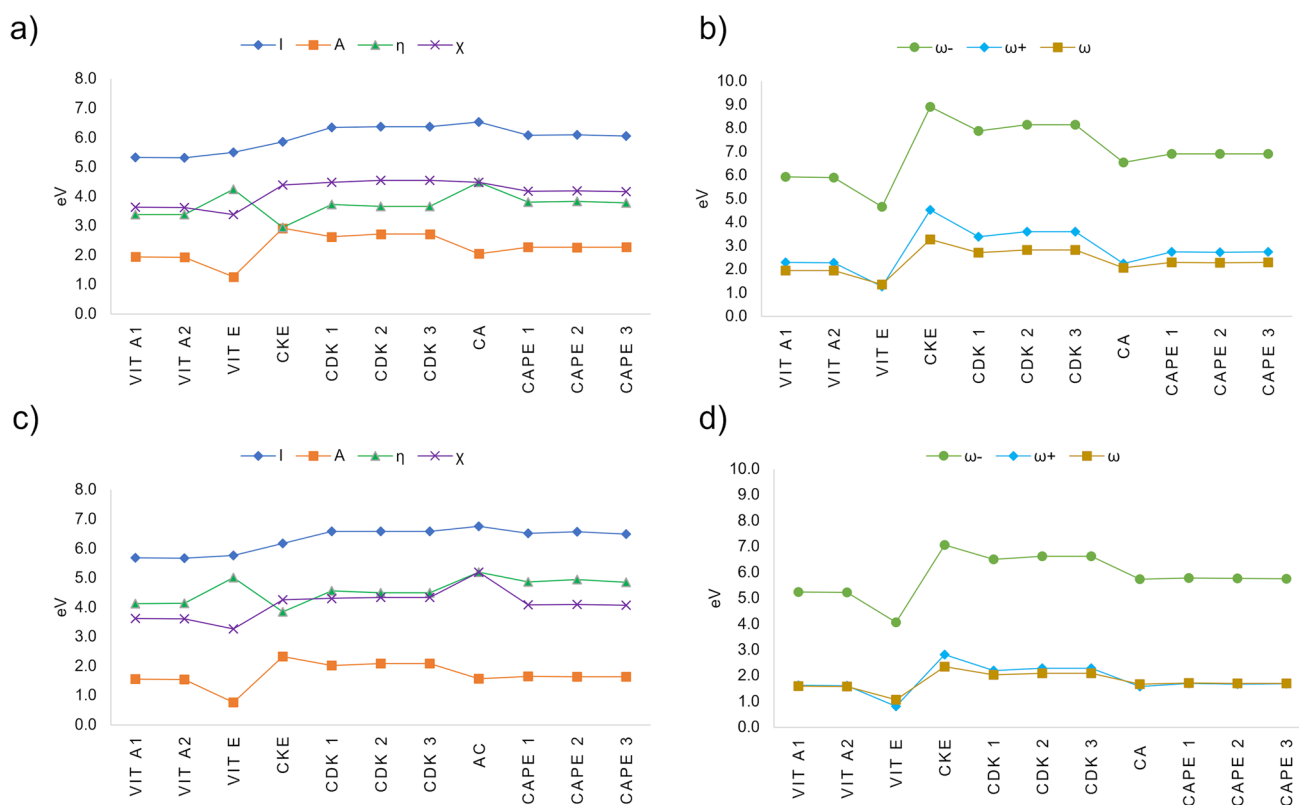 a)
I A η χ
8.0
7.0
6.0
5.0
4.0
3.0
2.0
1.0
0.0
eV
VIT A1
VIT A2
VIT E
CKE
CDK 1
CDK 2
CDK 3
CA
CAPE 1
CAPE 2
CAPE 3
b)
ω- ω+ ω
10.0
9.0
8.0
7.0
6.0
5.0
4.0
3.0
2.0
1.0
0.0
eV
VIT A1
VIT A2
VIT E
CKE
CDK 1
CDK 2
CDK 3
CA
CAPE 1
CAPE 2
CAPE 3
c)
I A η χ
8.0
7.0
6.0
5.0
4.0
3.0
2.0
1.0
0.0
eV
VIT A1
VIT A2
VIT E
CKE
CDK 1
CDK 2
CDK 3
AC
CAPE 1
CAPE 2
CAPE 3
d)
ω- ω+ ω
10.0
9.0
8.0
7.0
6.0
5.0
4.0
3.0
2.0
1.0
0.0
eV
VIT A1
VIT A2
VIT E
CKE
CDK 1
CDK 2
CDK 3
CA
CAPE 1
CAPE 2
CAPE 3